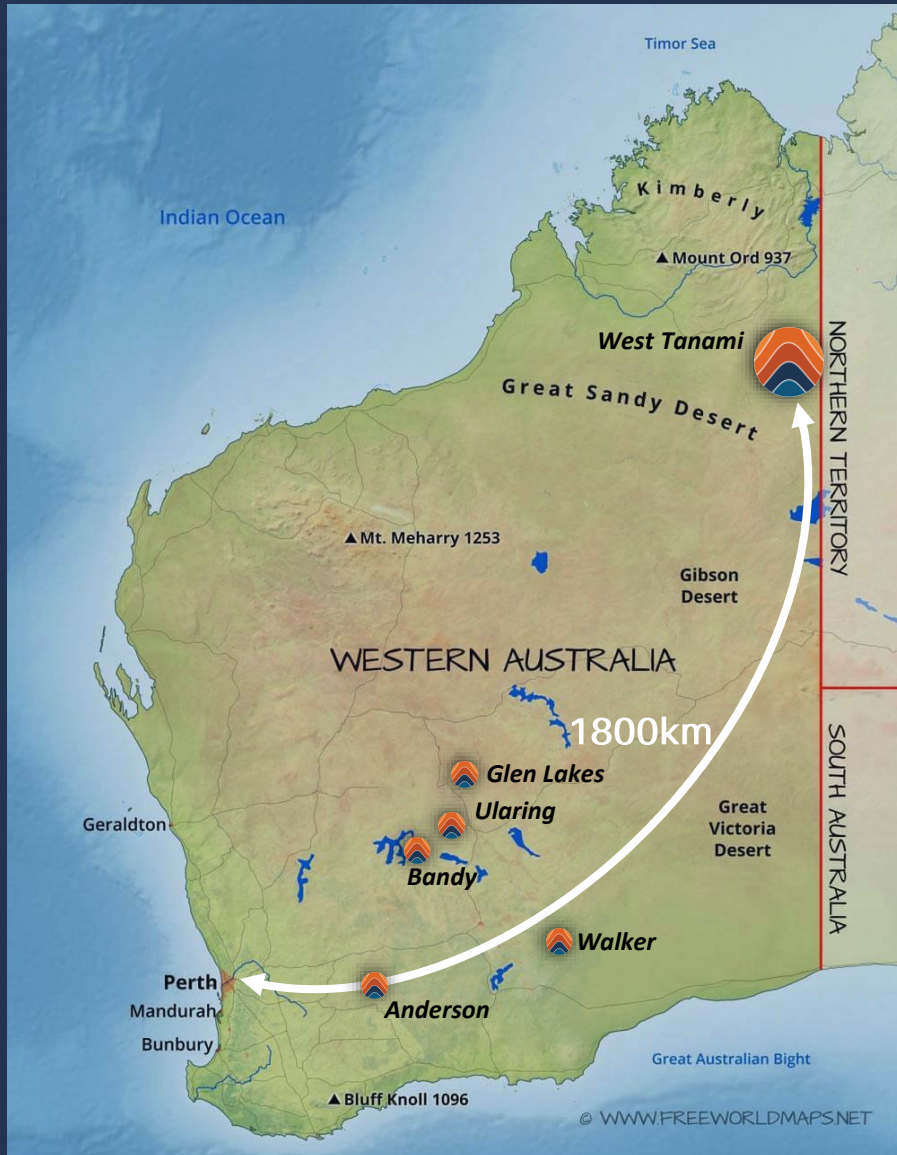 Timor Sea
Kimberly
Indian Ocean
Mount Ord 937
West Tanami
NORTHERN TERRITORY
Great Sandy Desert
Mt. Meharry 1253
Gibson
Desert
WESTERN AUSTRALIA
1800km
Glen Lakes
Ularing
SOUTH AUSTRALIA
Great
Victoria
Desert
Geraldton
Bandy
Walker
Perth
Anderson
Mandurah
Bunbury
Great Australian Bight
Bluff Knoll 1096
© WWW.FREEWORLDMAPS.NET